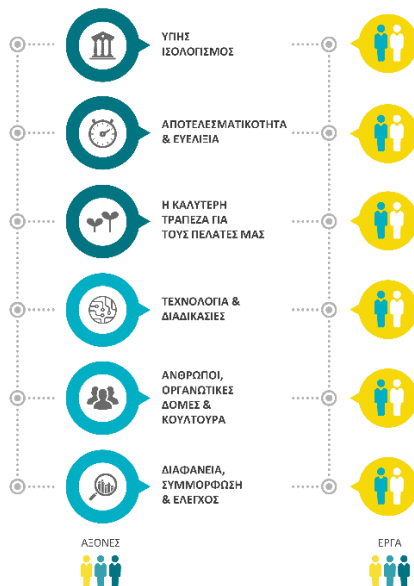 ΥΓΙΗΣ
ΙΣΟΛΟΓΙΣΜΟΣ
ΑΠΟΤΕΛΕΣΜΑΤΙΚΟΤΗΤΑ
& ΕΥΕΛΙΞΙΑ
Η ΚΑΛΥΤΕΡΗ
ΤΡΑΠΕΖΑ ΓΙΑ
ΤΟΥΣ ΠΕΛΑΤΕΣ ΜΑΣ
ΤΕΧΝΟΛΟΓΙΑ &
ΔΙΑΔΙΚΑΣΙΕΣ
ΑΝΘΡΩΠΟΙ,
ΟΡΓΑΝΩΤΙΚΕΣ
ΔΟΜΕΣ &
ΚΟΥΛΤΟΥΡΑ
ΔΙΑΦΑΝΕΙΑ,
ΣΥΜΜΟΡΦΩΣΗ
& ΕΛΕΓΧΟΣ
ΑΞΟΝΕΣ
ΕΡΓΑ